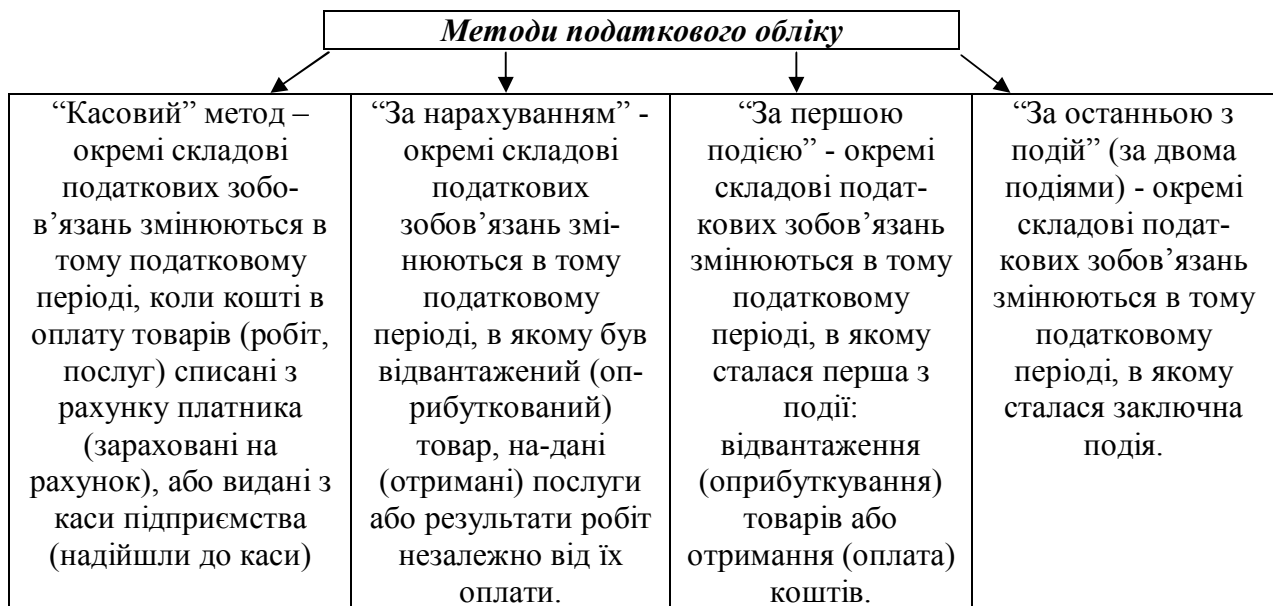 Методи податкового обліку
“Касовий” метод –
окремі складові
податкових зобо-
в’язань змінюються в
тому податковому
періоді, коли кошті в
оплату товарів (робіт,
послуг) списані з
рахунку платника
(зараховані на
рахунок), або видані з
каси підприємства
(надійшли до каси)
“За нарахуванням” -
окремі складові
податкових
зобов’язань змі-
нюються в тому
податковому
періоді, в якому був
відвантажений (оп-
рибуткований)
товар, на-дані
(отримані) послуги
або результати робіт
незалежно від їх
оплати.
“За першою
подією” - окремі
складові подат-
кових зобов’язань
змінюються в тому
податковому
періоді, в якому
сталася перша з
події:
відвантаження
(оприбуткування)
товарів або
отримання (оплата)
коштів.
“За останньою з
подій” (за двома
подіями) - окремі
складові подат-
кових зобов’язань
змінюються в тому
податковому
періоді, в якому
сталася заключна
подія.